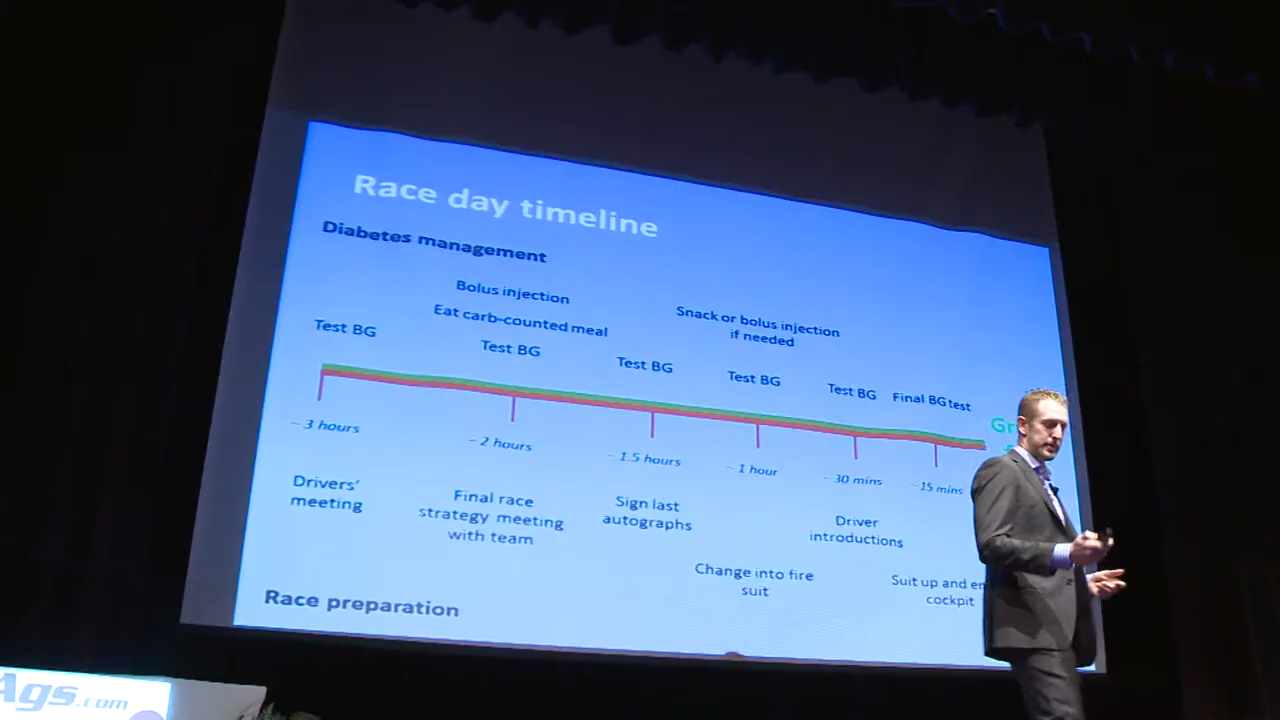 Race day timeline
Diabetes management
Bolus injection
Eat carb-counted meal
Snack or bolus injection
if needed
Test BG
Test BG
Test BG
Test BG
Test BG
Final BG test
- 3 hours
- 2 hours
- 1.5 hours
- 1 hour
- 30 mins
- 15 mins
Drivers'
meeting
Final race
strategy meeting
with team
Sign last
autographs
Change into fire
suit
Driver
introductions
Suit up and
cockpit
Race preparation
Ags.com